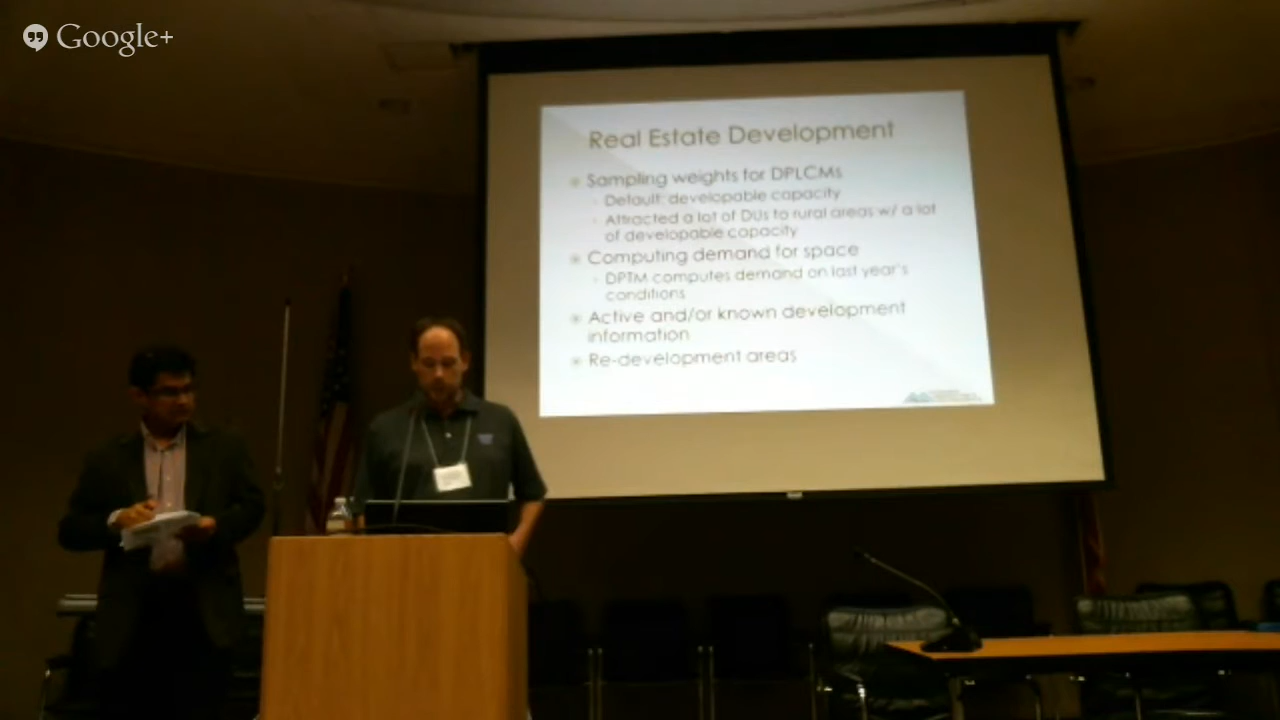 Google+
Real Estate Development
Sampling weights for DPLCMs
Default: developable capacity
Attracted a lot of DUs to rural areas w/ a lot
of developable capacity
Computing demand for space
DPTM computes demand on last year's
conditions
Active and/or known development
information
Re-development areas